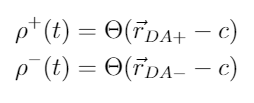 ρ⁺(t) = Θ(r⃗_{DA+} − c)
ρ⁻(t) = Θ(r⃗_{DA−} − c)